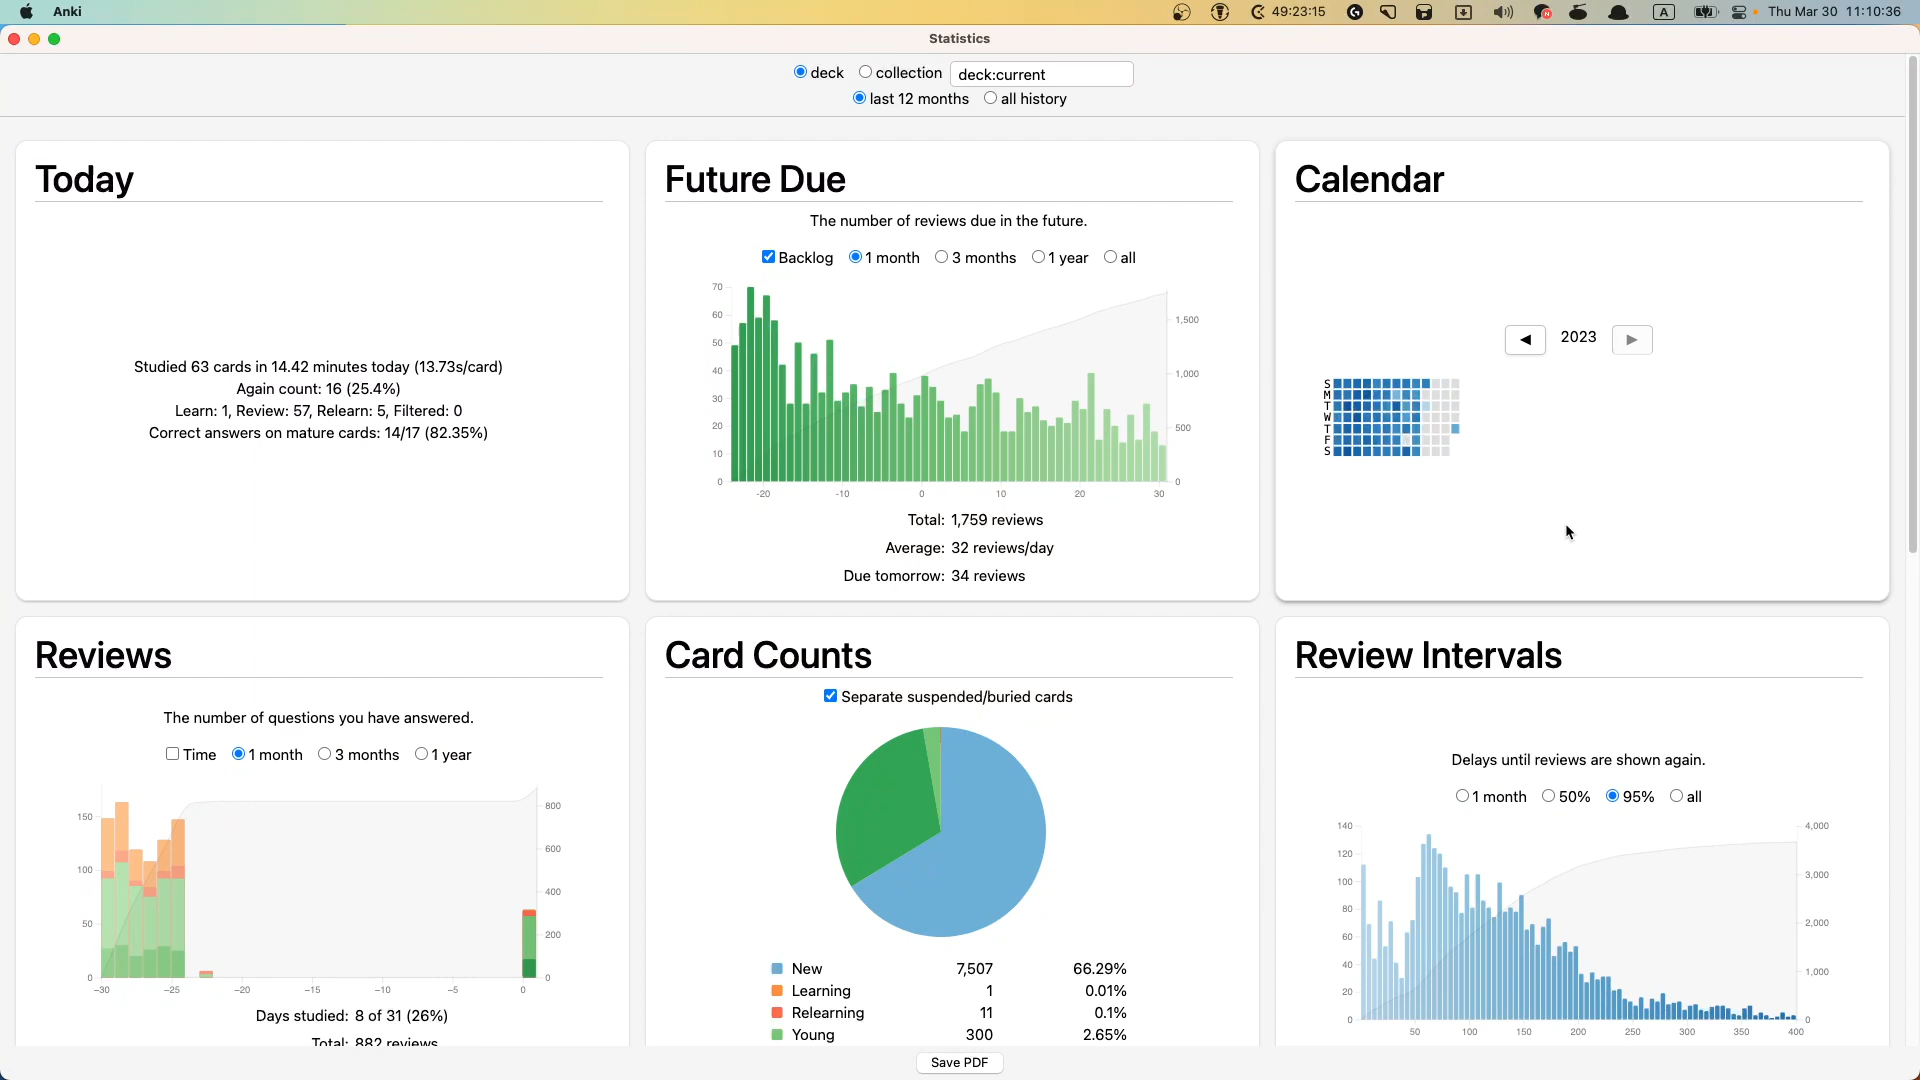 Anki
49:23:15
A
Thu Mar 30 11:10:36
Statistics
deck collection deck:current
last 12 months all history
Today
Studied 63 cards in 14.42 minutes today (13.73s/card)
Again count: 16 (25.4%)
Learn: 1, Review: 57, Relearn: 5, Filtered: 0
Correct answers on mature cards: 14/17 (82.35%)
Future Due
The number of reviews due in the future.
Backlog 1 month 3 months 1 year all
70
60
50
40
30
20
10
0
1,500
1,000
500
0
-20 -10 0 10 20 30
Total: 1,759 reviews
Average: 32 reviews/day
Due tomorrow: 34 reviews
Calendar
◀ 2023 ▶
S
M
T
W
T
F
S
Reviews
The number of questions you have answered.
Time 1 month 3 months 1 year
150
100
50
0
800
600
400
200
0
−30 −25 −20 −15 −10 −5 0
Days studied: 8 of 31 (26%)
Total: 882 reviews
Card Counts
Separate suspended/buried cards
New 7,507 66.29%
Learning 1 0.01%
Relearning 11 0.1%
Young 300 2.65%
Review Intervals
Delays until reviews are shown again.
1 month 50% 95% all
140
120
100
80
60
40
20
0
4,000
3,000
2,000
1,000
0
50 100 150 200 250 300 350 400
Save PDF